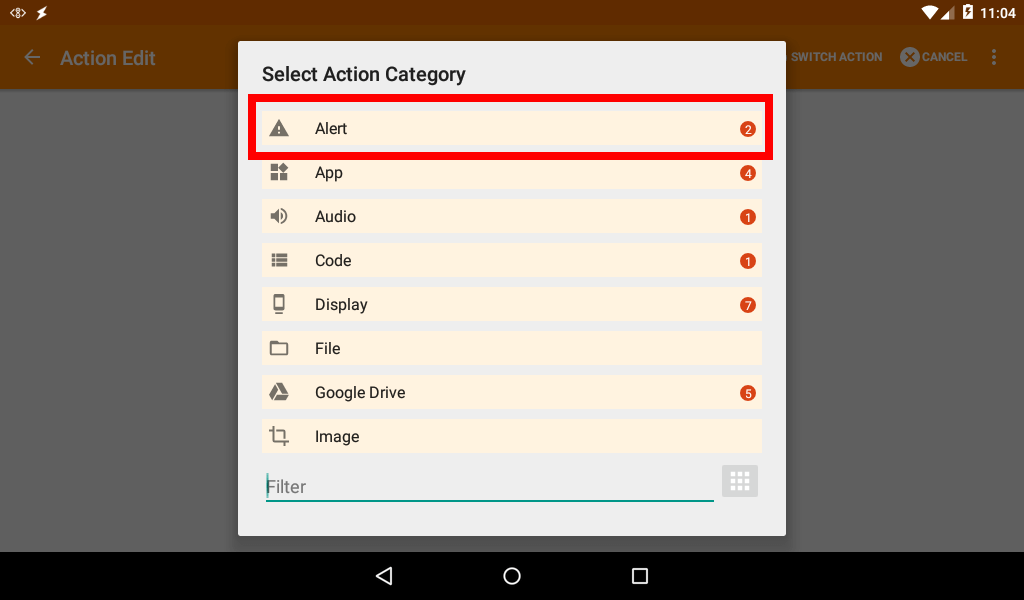 11:04
Action Edit
SWITCH ACTION
CANCEL
Select Action Category
Alert 2
App 4
Audio 1
Code 1
Display 7
File
Google Drive 5
Image
Filter